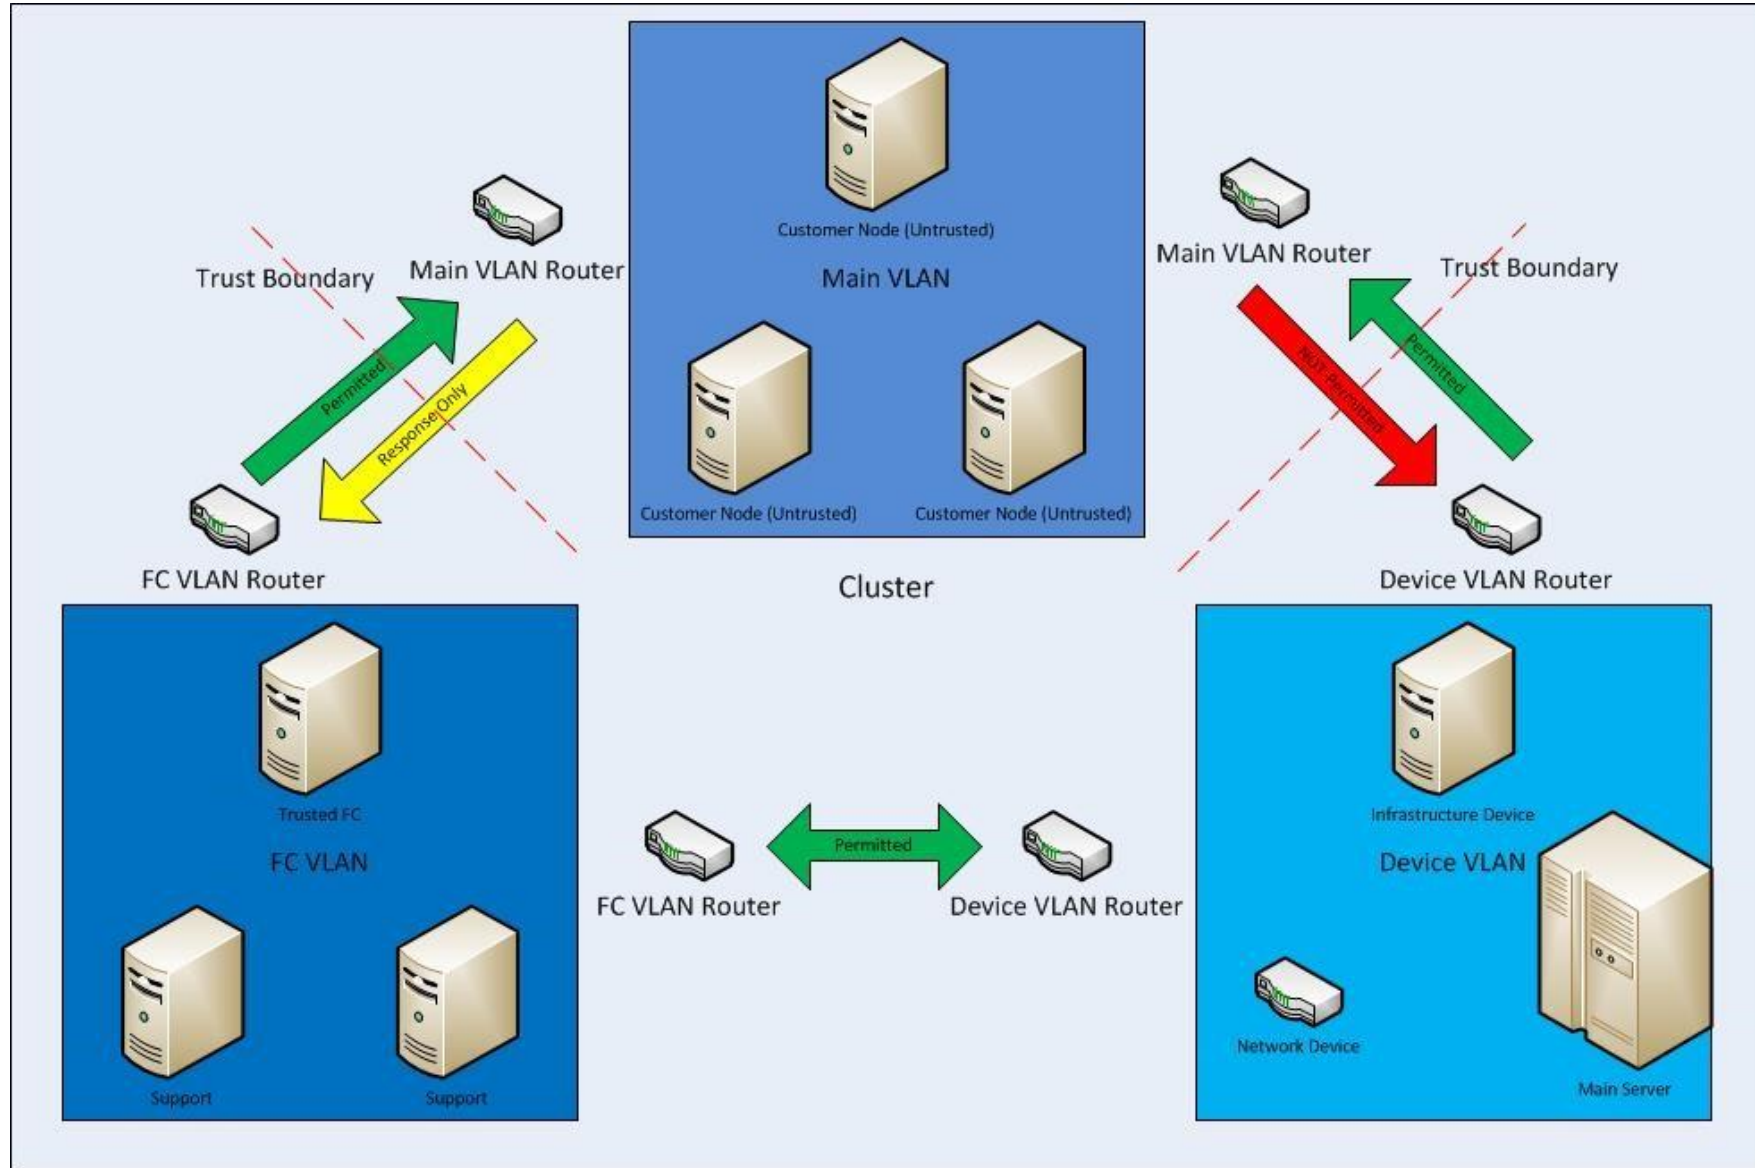 Customer Node (Untrusted)
Main VLAN
Customer Node (Untrusted)
Customer Node (Untrusted)
Main VLAN Router
Trust Boundary
Permitted
Response Only
FC VLAN Router
Main VLAN Router
Trust Boundary
NOT-Permitted
Permitted
Device VLAN Router
Cluster
Trusted FC
FC VLAN
Support
Support
FC VLAN Router
Permitted
Device VLAN Router
Infrastructure Device
Device VLAN
Network Device
Main Server